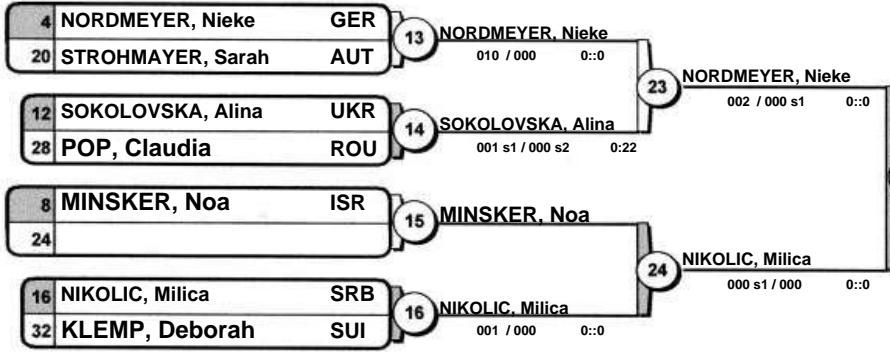 4 NORDMEYER, Nieke GER
20 STROHMAYER, Sarah AUT
13
NORDMEYER, Nieke
010 / 000 0::0
12 SOKOLOVSKA, Alina UKR
28 POP, Claudia ROU
14
SOKOLOVSKA, Alina
001 s1 / 000 s2 0:22
23
NORDMEYER, Nieke
002 / 000 s1 0::0
8 MINSKER, Noa ISR
24
15
MINSKER, Noa
16 NIKOLIC, Milica SRB
32 KLEMP, Deborah SUI
16
NIKOLIC, Milica
001 / 000 0::0
24
NIKOLIC, Milica
000 s1 / 000 0::0